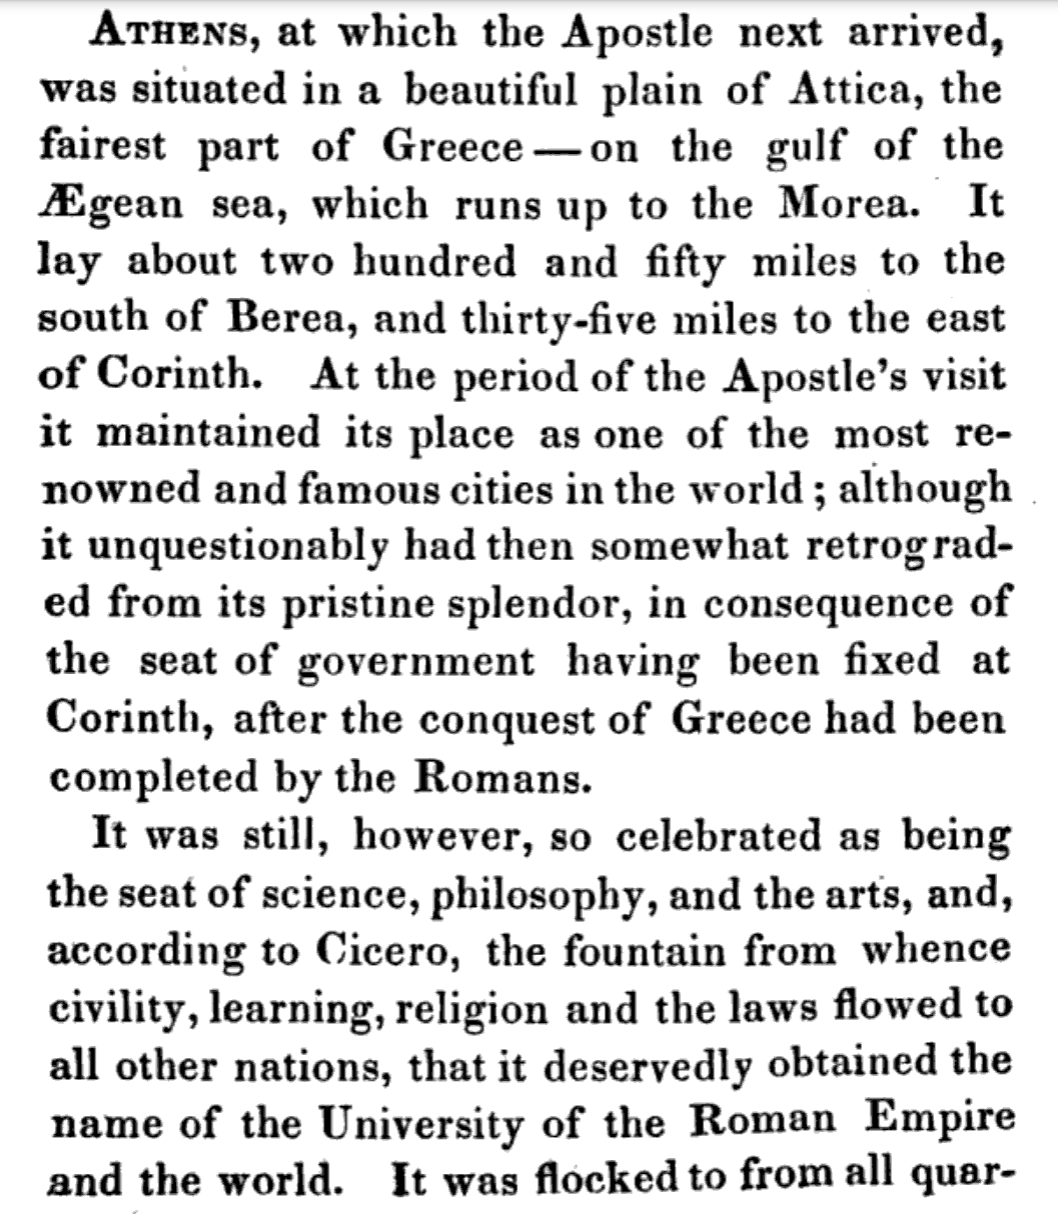 ATHENS, at which the Apostle next arrived,
was situated in a beautiful plain of Attica, the
fairest part of Greece—on the gulf of the
Ægean sea, which runs up to the Morea. It
lay about two hundred and fifty miles to the
south of Berea, and thirty-five miles to the east
of Corinth. At the period of the Apostle's visit
it maintained its place as one of the most re-
nowned and famous cities in the world; although
it unquestionably had then somewhat retrograd-
ed from its pristine splendor, in consequence of
the seat of government having been fixed at
Corinth, after the conquest of Greece had been
completed by the Romans.
It was still, however, so celebrated as being
the seat of science, philosophy, and the arts, and,
according to Cicero, the fountain from whence
civility, learning, religion and the laws flowed to
all other nations, that it deservedly obtained the
name of the University of the Roman Empire
and the world. It was flocked to from all quar-